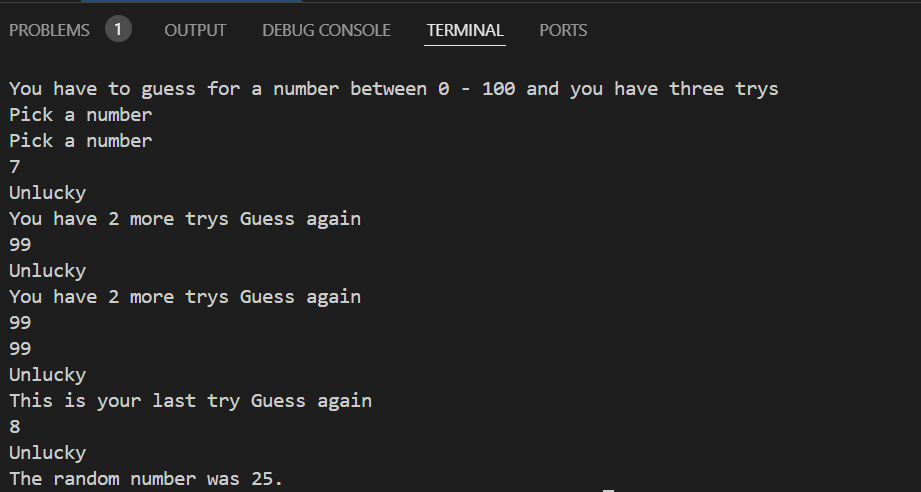 PROBLEMS 1 OUTPUT DEBUG CONSOLE TERMINAL PORTS
You have to guess for a number between 0 - 100 and you have three trys
Pick a number
Pick a number
7
Unlucky
You have 2 more trys Guess again
99
Unlucky
You have 2 more trys Guess again
99
99
Unlucky
This is your last try Guess again
8
Unlucky
The random number was 25.